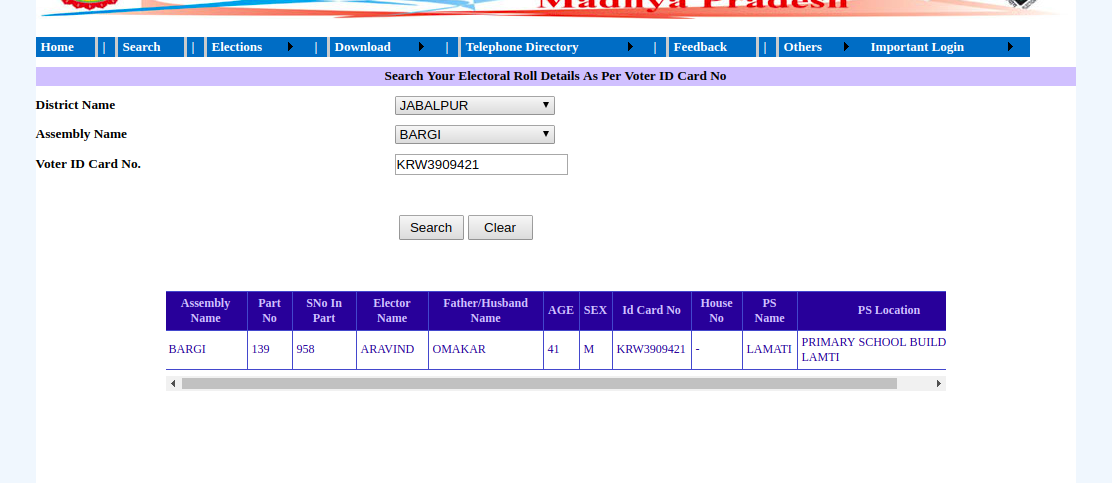 Madhya Pradesh
Home | Search | Elections | Download | Telephone Directory | Feedback | Others Important Login
Search Your Electoral Roll Details As Per Voter ID Card No
District Name JABALPUR
Assembly Name BARGI
Voter ID Card No. KRW3909421
Search Clear
Assembly Name Part No SNo In Part Elector Name Father/Husband Name AGE SEX Id Card No House No PS Name PS Location
BARGI 139 958 ARAVIND OMAKAR 41 M KRW3909421 - LAMATI PRIMARY SCHOOL BUILD
LAMTI